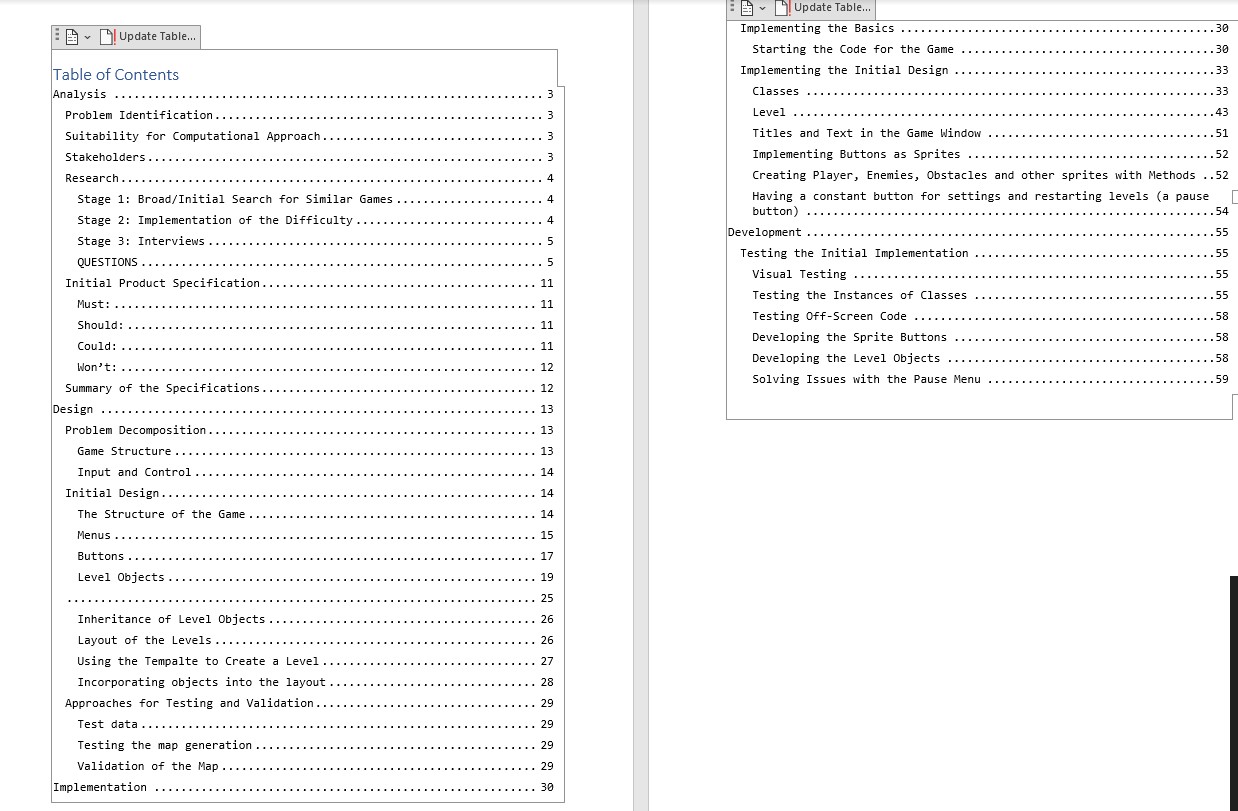 Update Table...
Table of Contents
Analysis ................................................................ 3
Problem Identification ................................................ 3
Suitability for Computational Approach ................................ 3
Stakeholders .......................................................... 3
Research .............................................................. 4
Stage 1: Broad/Initial Search for Similar Games ..................... 4
Stage 2: Implementation of the Difficulty ........................... 4
Stage 3: Interviews ................................................. 5
QUESTIONS ........................................................... 5
Initial Product Specification ........................................ 11
Must: .............................................................. 11
Should: ............................................................ 11
Could: ............................................................. 11
Won’t: ............................................................. 12
Summary of the Specifications ........................................ 12
Design ................................................................. 13
Problem Decomposition ................................................ 13
Game Structure ..................................................... 13
Input and Control .................................................. 14
Initial Design ....................................................... 14
The Structure of the Game .......................................... 14
Menus .............................................................. 15
Buttons ............................................................ 17
Level Objects ...................................................... 19
...................................................................... 25
Inheritance of Level Objects ....................................... 26
Layout of the Levels ............................................... 26
Using the Tempalte to Create a Level ............................... 27
Incorporating objects into the layout .............................. 28
Approaches for Testing and Validation ................................ 29
Test data .......................................................... 29
Testing the map generation ......................................... 29
Validation of the Map .............................................. 29
Implementation ......................................................... 30
Update Table...
Implementing the Basics ...............................................30
Starting the Code for the Game ......................................30
Implementing the Initial Design .......................................33
Classes .............................................................33
Level ...............................................................43
Titles and Text in the Game Window ..................................51
Implementing Buttons as Sprites .....................................52
Creating Player, Enemies, Obstacles and other sprites with Methods ..52
Having a constant button for settings and restarting levels (a pause
button) .............................................................54
Development .............................................................55
Testing the Initial Implementation ....................................55
Visual Testing ......................................................55
Testing the Instances of Classes ....................................55
Testing Off-Screen Code .............................................58
Developing the Sprite Buttons .......................................58
Developing the Level Objects ........................................58
Solving Issues with the Pause Menu ..................................59